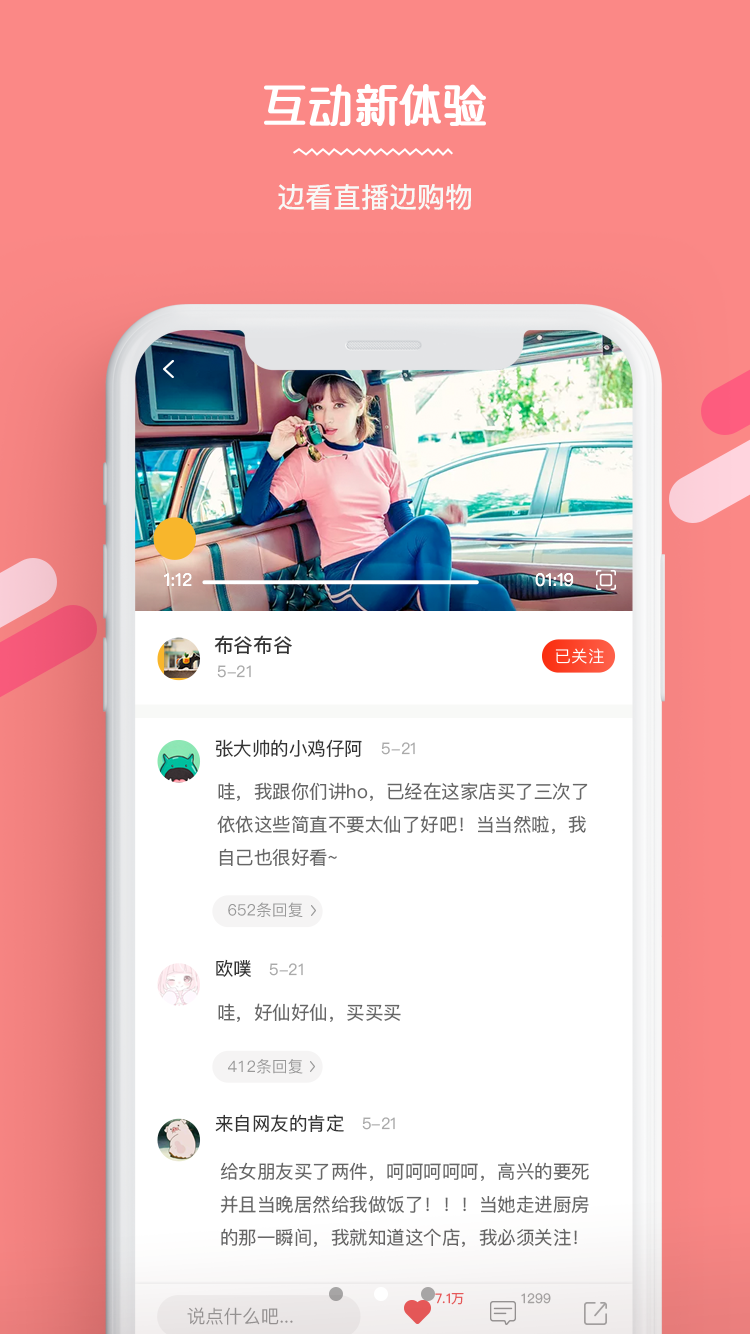 互动新体验
边看直播边购物
1:12
01:19
布谷布谷
5-21
已关注
张大帅的小鸡仔阿 5-21
哇，我跟你们讲ho，已经在这家店买了三次了
依依这些简直不要太仙了好吧！当当然啦，我
自己也很好看~
652条回复
欧噗 5-21
哇，好仙好仙，买买买
412条回复
来自网友的肯定 5-21
给女朋友买了两件，呵呵呵呵呵，高兴的要死
并且当晚居然给我做饭了！！！当她走进厨房
的那一瞬间，我就知道这个店，我必须关注！
说点什么吧... 7.1万 1299